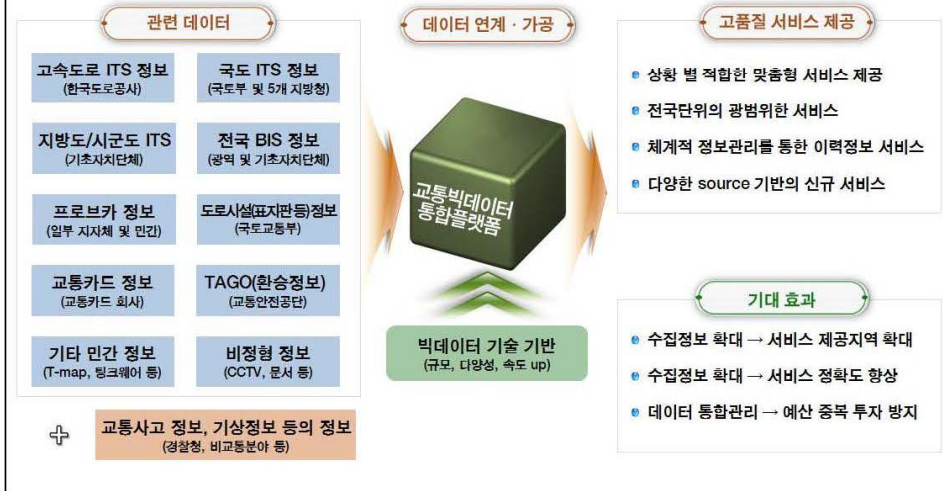 관련 데이터
고속도로 ITS 정보
(한국도로공사)
국도 ITS 정보
(국토부 및 5개 지방청)
지방도/시군도 ITS
(기초자치단체)
전국 BIS 정보
(광역 및 기초자치단체)
프로브카 정보
(일부 지자체 및 민간)
도로시설(표지판 등)정보
(국토교통부)
교통카드 정보
(교통카드 회사)
TAGO(환승정보)
(교통안전공단)
기타 민간 정보
(T-map, 팅크웨어 등)
비정형 정보
(CCTV, 문서 등)
+
교통사고 정보, 기상정보 등의 정보
(경찰청, 비교통분야 등)
데이터 연계 · 가공
교통빅데이터
통합플랫폼
빅데이터 기술 기반
(규모, 다양성, 속도 up)
고품질 서비스 제공
상황 별 적합한 맞춤형 서비스 제공
전국단위의 광범위한 서비스
체계적 정보관리를 통한 이력정보 서비스
다양한 source 기반의 신규 서비스
기대 효과
수집정보 확대 → 서비스 제공지역 확대
수집정보 확대 → 서비스 정확도 향상
데이터 통합관리 → 예산 중복 투자 방지